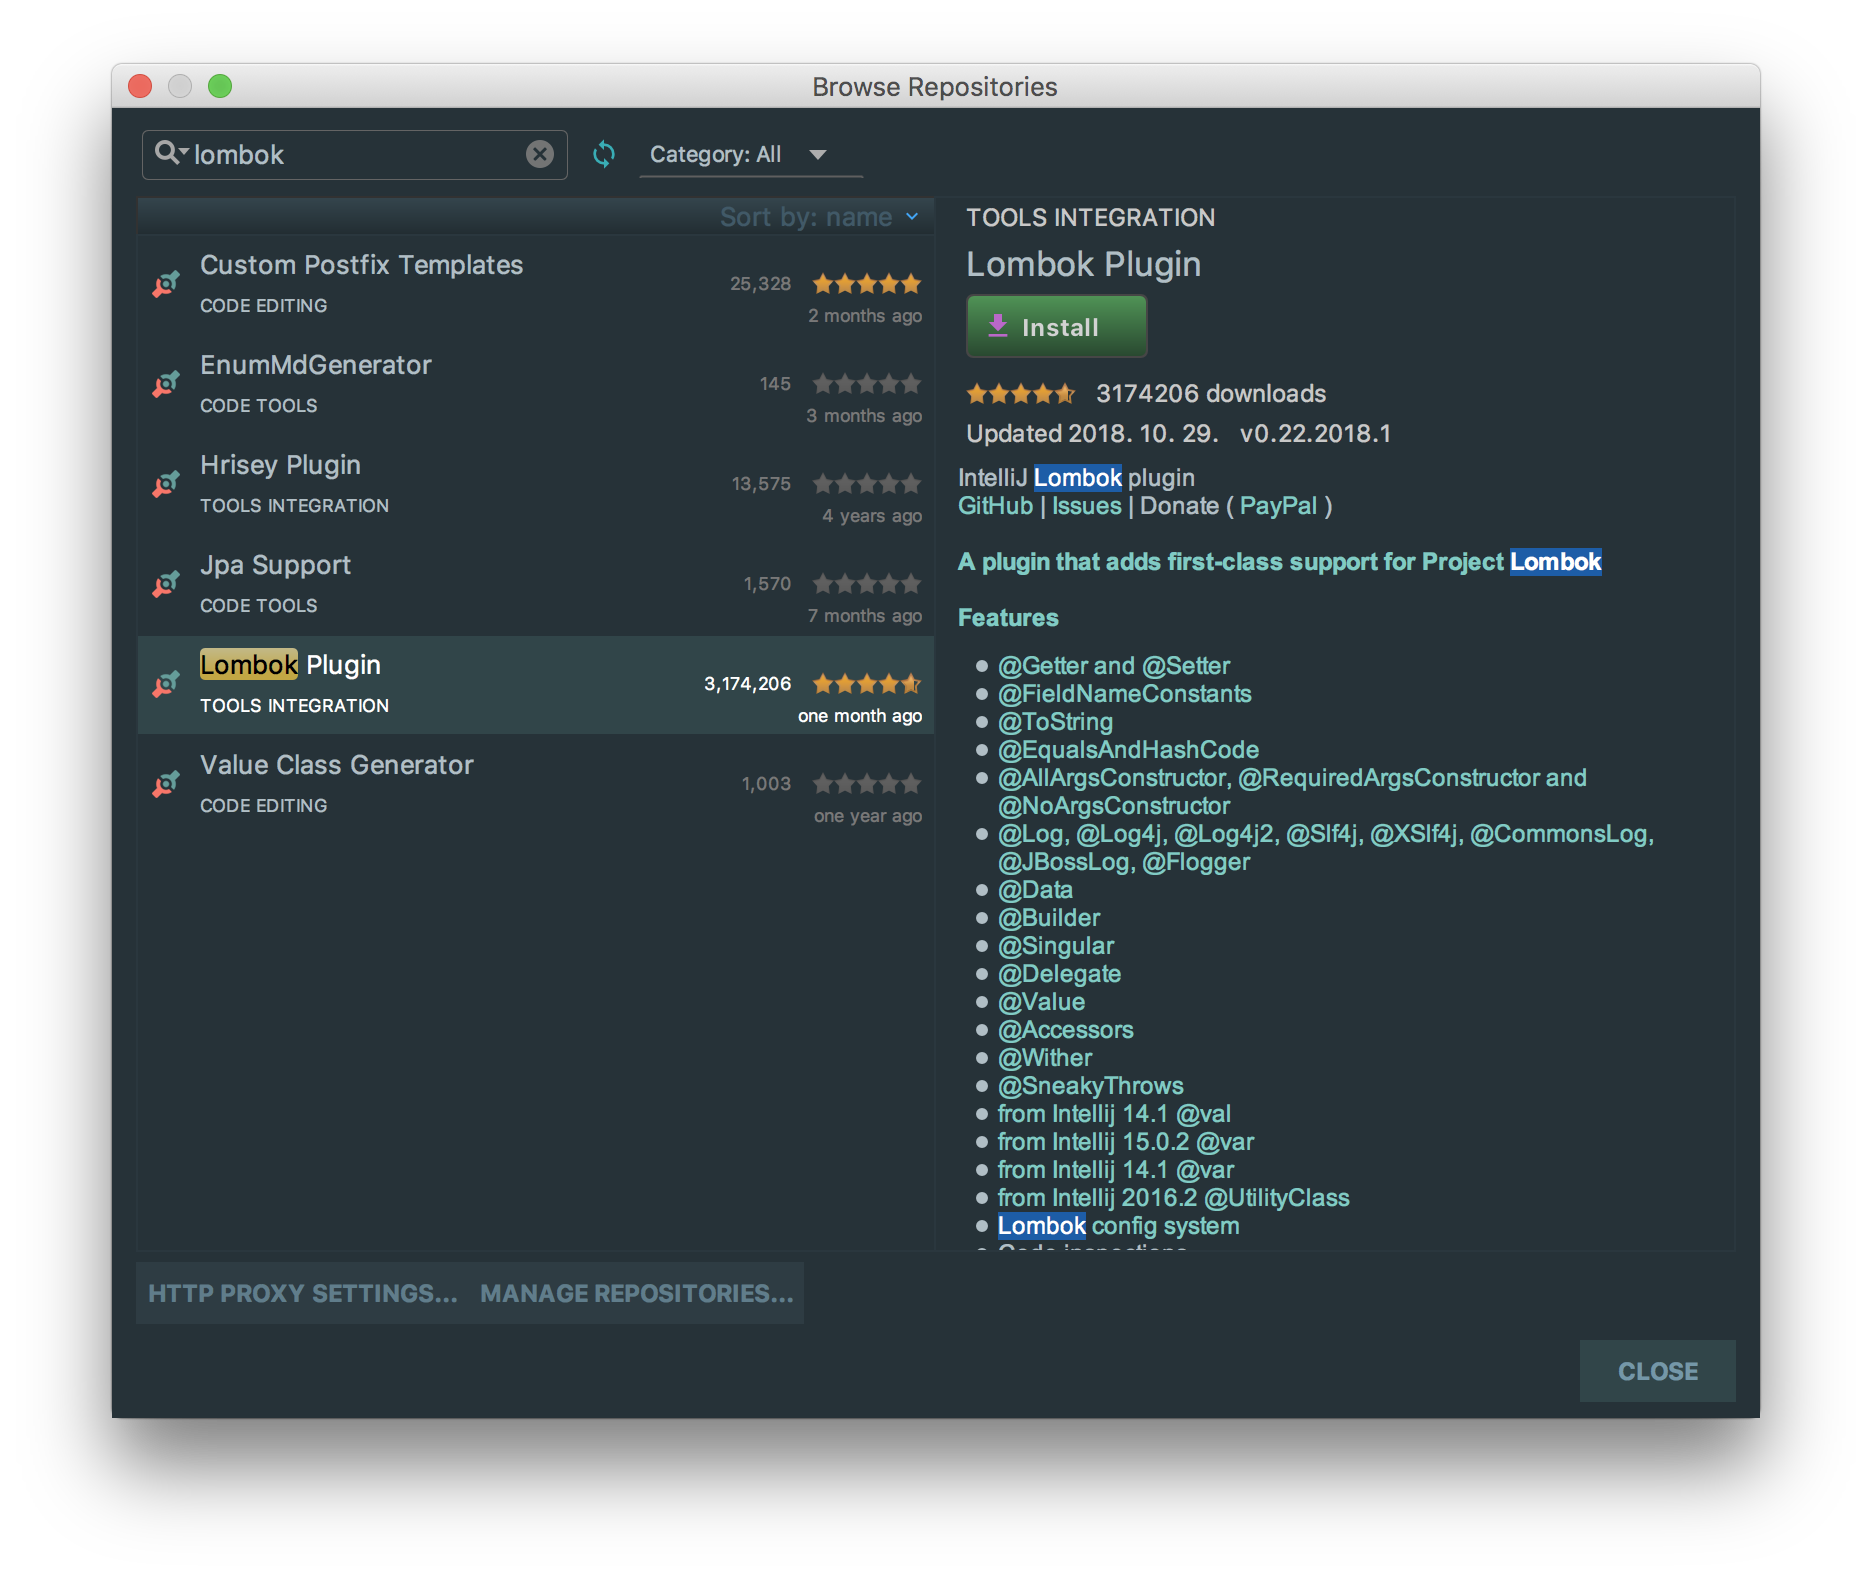 Browse Repositories
lombok
Category: All
Sort by: name
Custom Postfix Templates
CODE EDITING
25,328
2 months ago
EnumMdGenerator
CODE TOOLS
145
3 months ago
Hrisey Plugin
TOOLS INTEGRATION
13,575
4 years ago
Jpa Support
CODE TOOLS
1,570
7 months ago
Lombok Plugin
TOOLS INTEGRATION
3,174,206
one month ago
Value Class Generator
CODE EDITING
1,003
one year ago
TOOLS INTEGRATION
Lombok Plugin
Install
3174206 downloads
Updated 2018. 10. 29. v0.22.2018.1
IntelliJ Lombok plugin
GitHub | Issues | Donate ( PayPal )
A plugin that adds first-class support for Project Lombok
Features
@Getter and @Setter
@FieldNameConstants
@ToString
@EqualsAndHashCode
@AllArgsConstructor, @RequiredArgsConstructor and
@NoArgsConstructor
@Log, @Log4j, @Log4j2, @Slf4j, @XSlf4j, @CommonsLog,
@JBossLog, @Flogger
@Data
@Builder
@Singular
@Delegate
@Value
@Accessors
@Wither
@SneakyThrows
from Intellij 14.1 @val
from Intellij 15.0.2 @var
from Intellij 14.1 @var
from Intellij 2016.2 @UtilityClass
Lombok config system
Code inspections
HTTP PROXY SETTINGS... MANAGE REPOSITORIES...
CLOSE